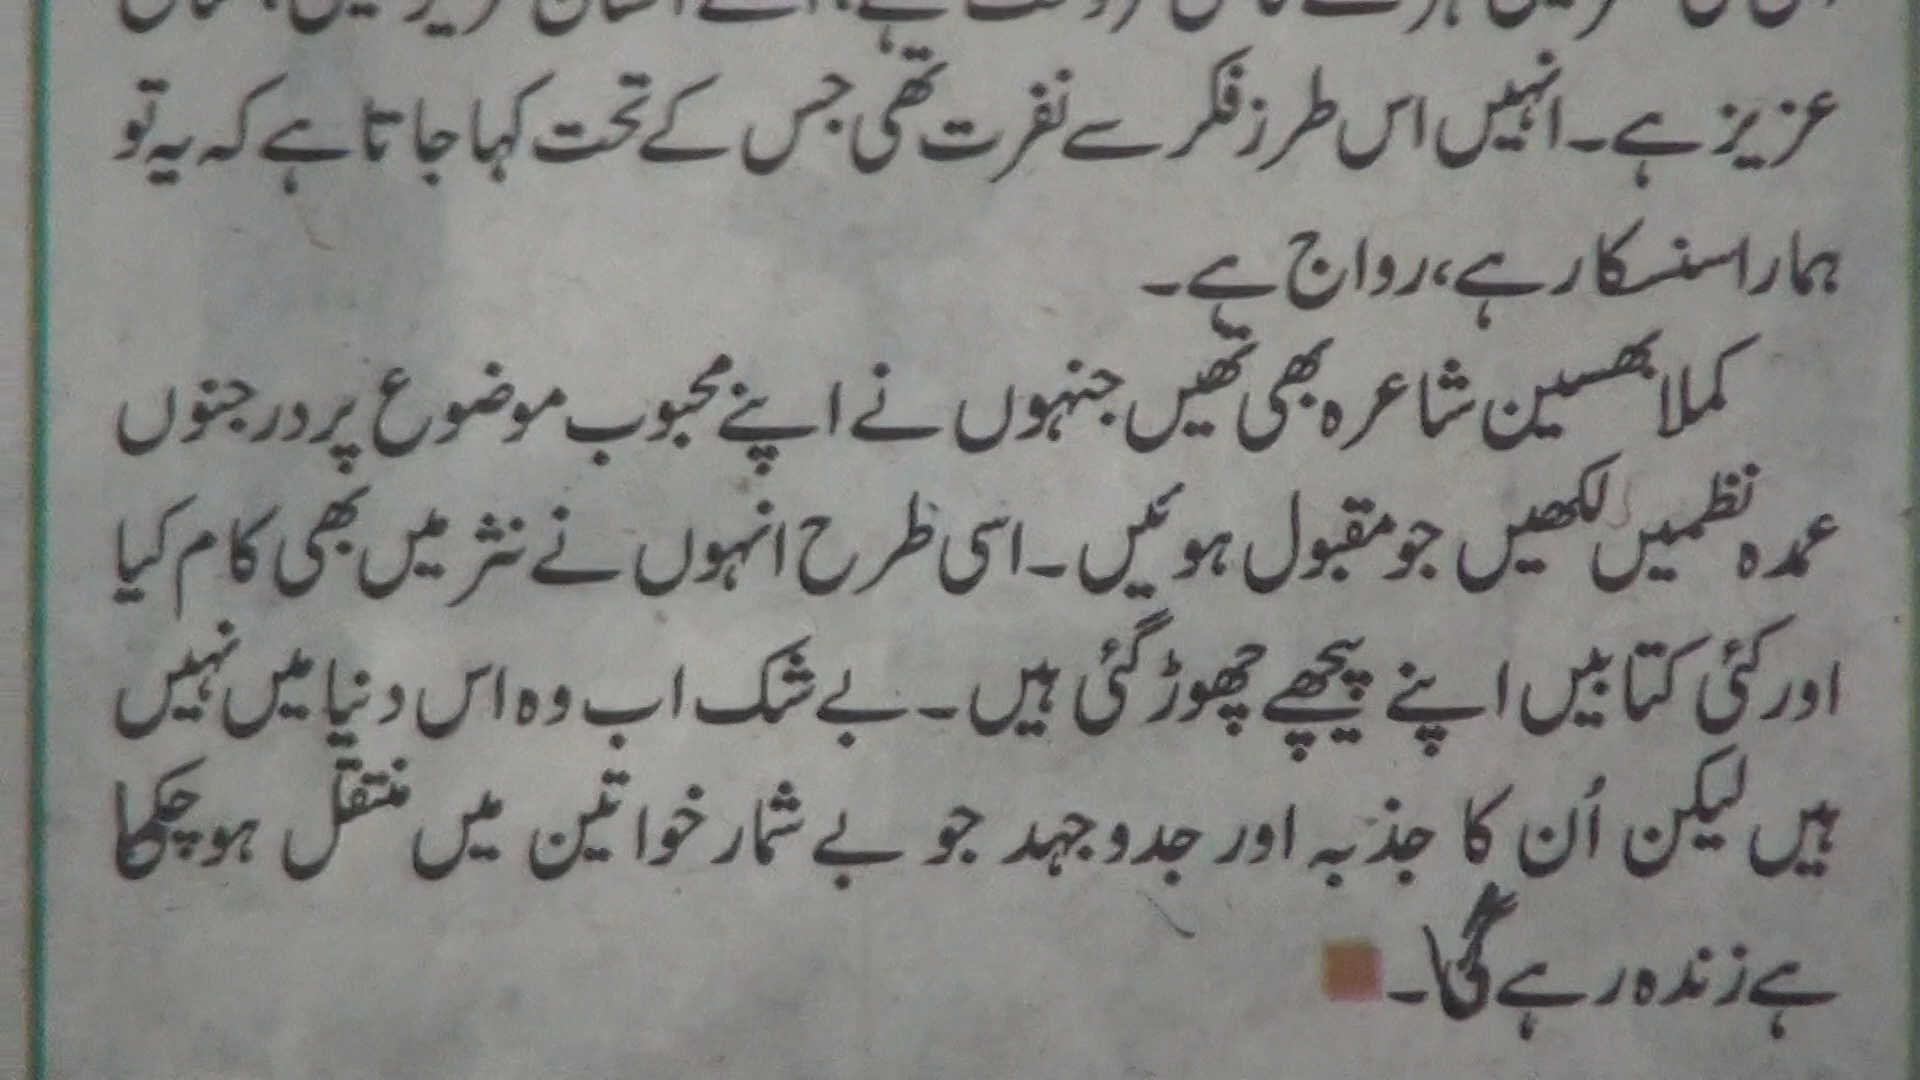 عزیز ہے۔ انہیں اس طرز فکر سے نفرت تھی جس کے تحت کہا جاتا ہے کہ یہ تو
ہمارا سنسکار ہے، رواج ہے۔
کملا بھسین شاعرہ بھی تھیں جنہوں نے اپنے محبوب موضوع پر درجنوں
عمدہ نظمیں لکھیں جو مقبول ہوئیں۔ اسی طرح انہوں نے نثر میں بھی کام کیا
اور کئی کتابیں اپنے پیچھے چھوڑ گئی ہیں۔ بے شک اب وہ اس دنیا میں نہیں
ہیں لیکن اُن کا جذبہ اور جدوجہد جو بے شمار خواتین میں منتقل ہو چکا
ہے زندہ رہے گا۔